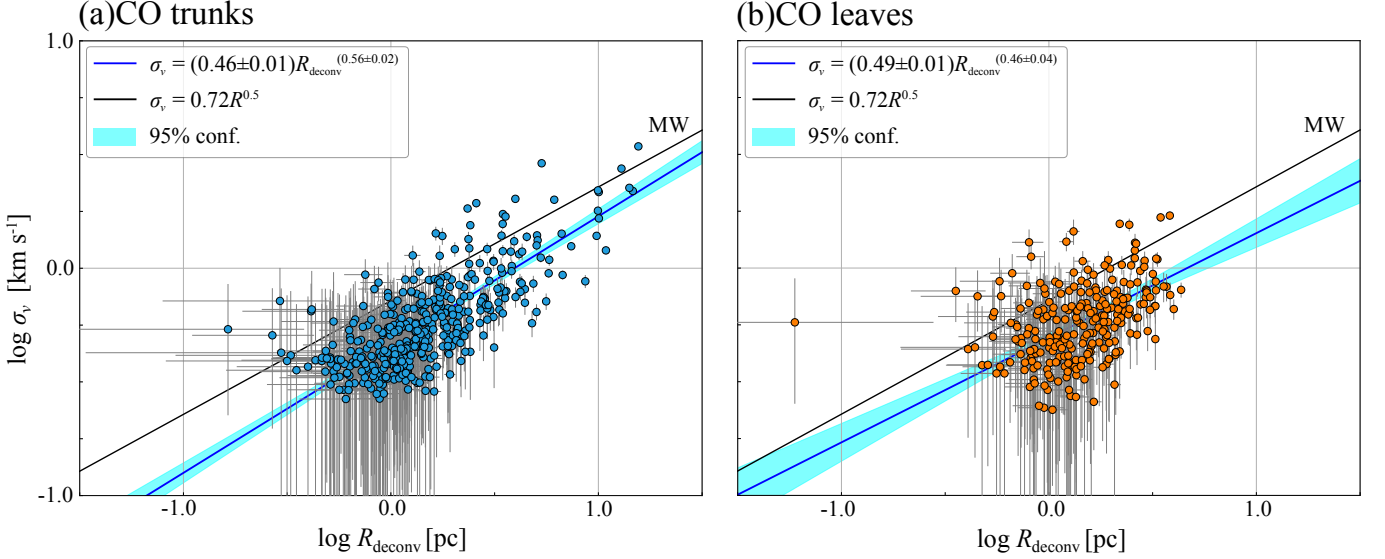 (a)CO trunks
1.0
σv = (0.46±0.01)Rdeconv(0.56±0.02)
σv = 0.72R0.5
95% conf.
MW
0.0
-1.0
log σv [km s-1]
-1.0 0.0 1.0
log Rdeconv [pc]
(b)CO leaves
σv = (0.49±0.01)Rdeconv(0.46±0.04)
σv = 0.72R0.5
95% conf.
MW
-1.0 0.0 1.0
log Rdeconv [pc]